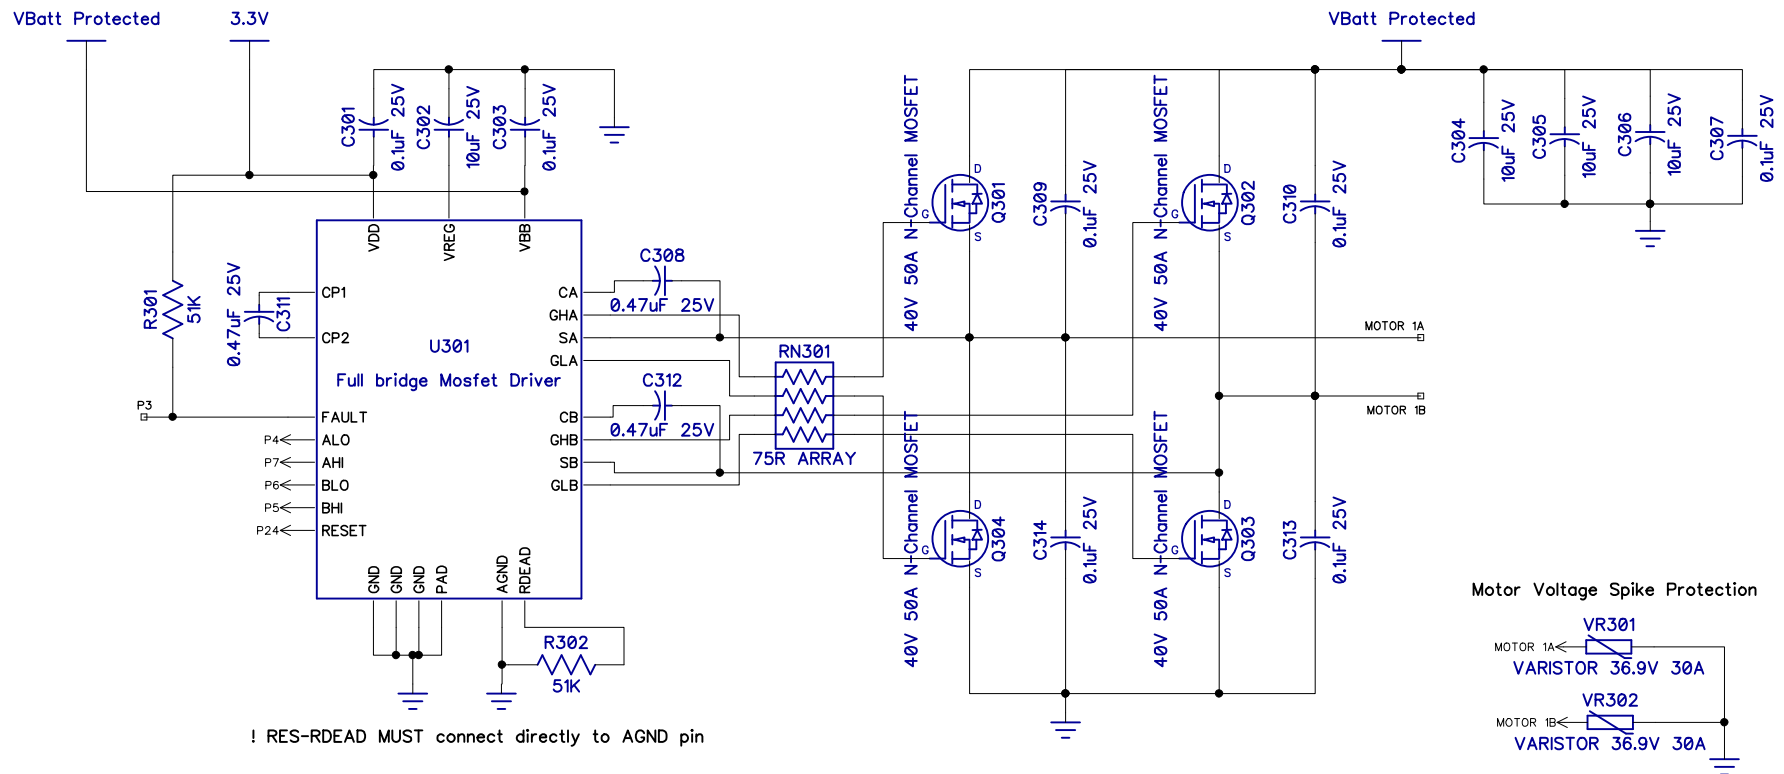 VBatt Protected
3.3V
VBatt Protected
C301
0.1uF 25V
C302
10uF 25V
C303
0.1uF 25V
C304
10uF 25V
C305
10uF 25V
C306
10uF 25V
C307
0.1uF 25V
40V 50A N-Channel MOSFET
D
G
S
Q301
C309
0.1uF 25V
40V 50A N-Channel MOSFET
D
G
S
Q302
C310
0.1uF 25V
R301
51K
0.47uF 25V
C311
VDD
VREG
VBB
CP1
CP2
U301
Full bridge Mosfet Driver
CA
GHA
SA
GLA
CB
GHB
SB
GLB
C308
0.47uF 25V
C312
0.47uF 25V
RN301
75R ARRAY
MOTOR 1A
MOTOR 1B
P3
FAULT
P4
ALO
P7
AHI
P6
BLO
P5
BHI
P24
RESET
GND
GND
GND
PAD
AGND
RDEAD
R302
51K
40V 50A N-Channel MOSFET
D
G
S
Q304
C314
0.1uF 25V
40V 50A N-Channel MOSFET
D
G
S
Q303
C313
0.1uF 25V
! RES-RDEAD MUST connect directly to AGND pin
Motor Voltage Spike Protection
VR301
MOTOR 1A
VARISTOR 36.9V 30A
VR302
MOTOR 1B
VARISTOR 36.9V 30A